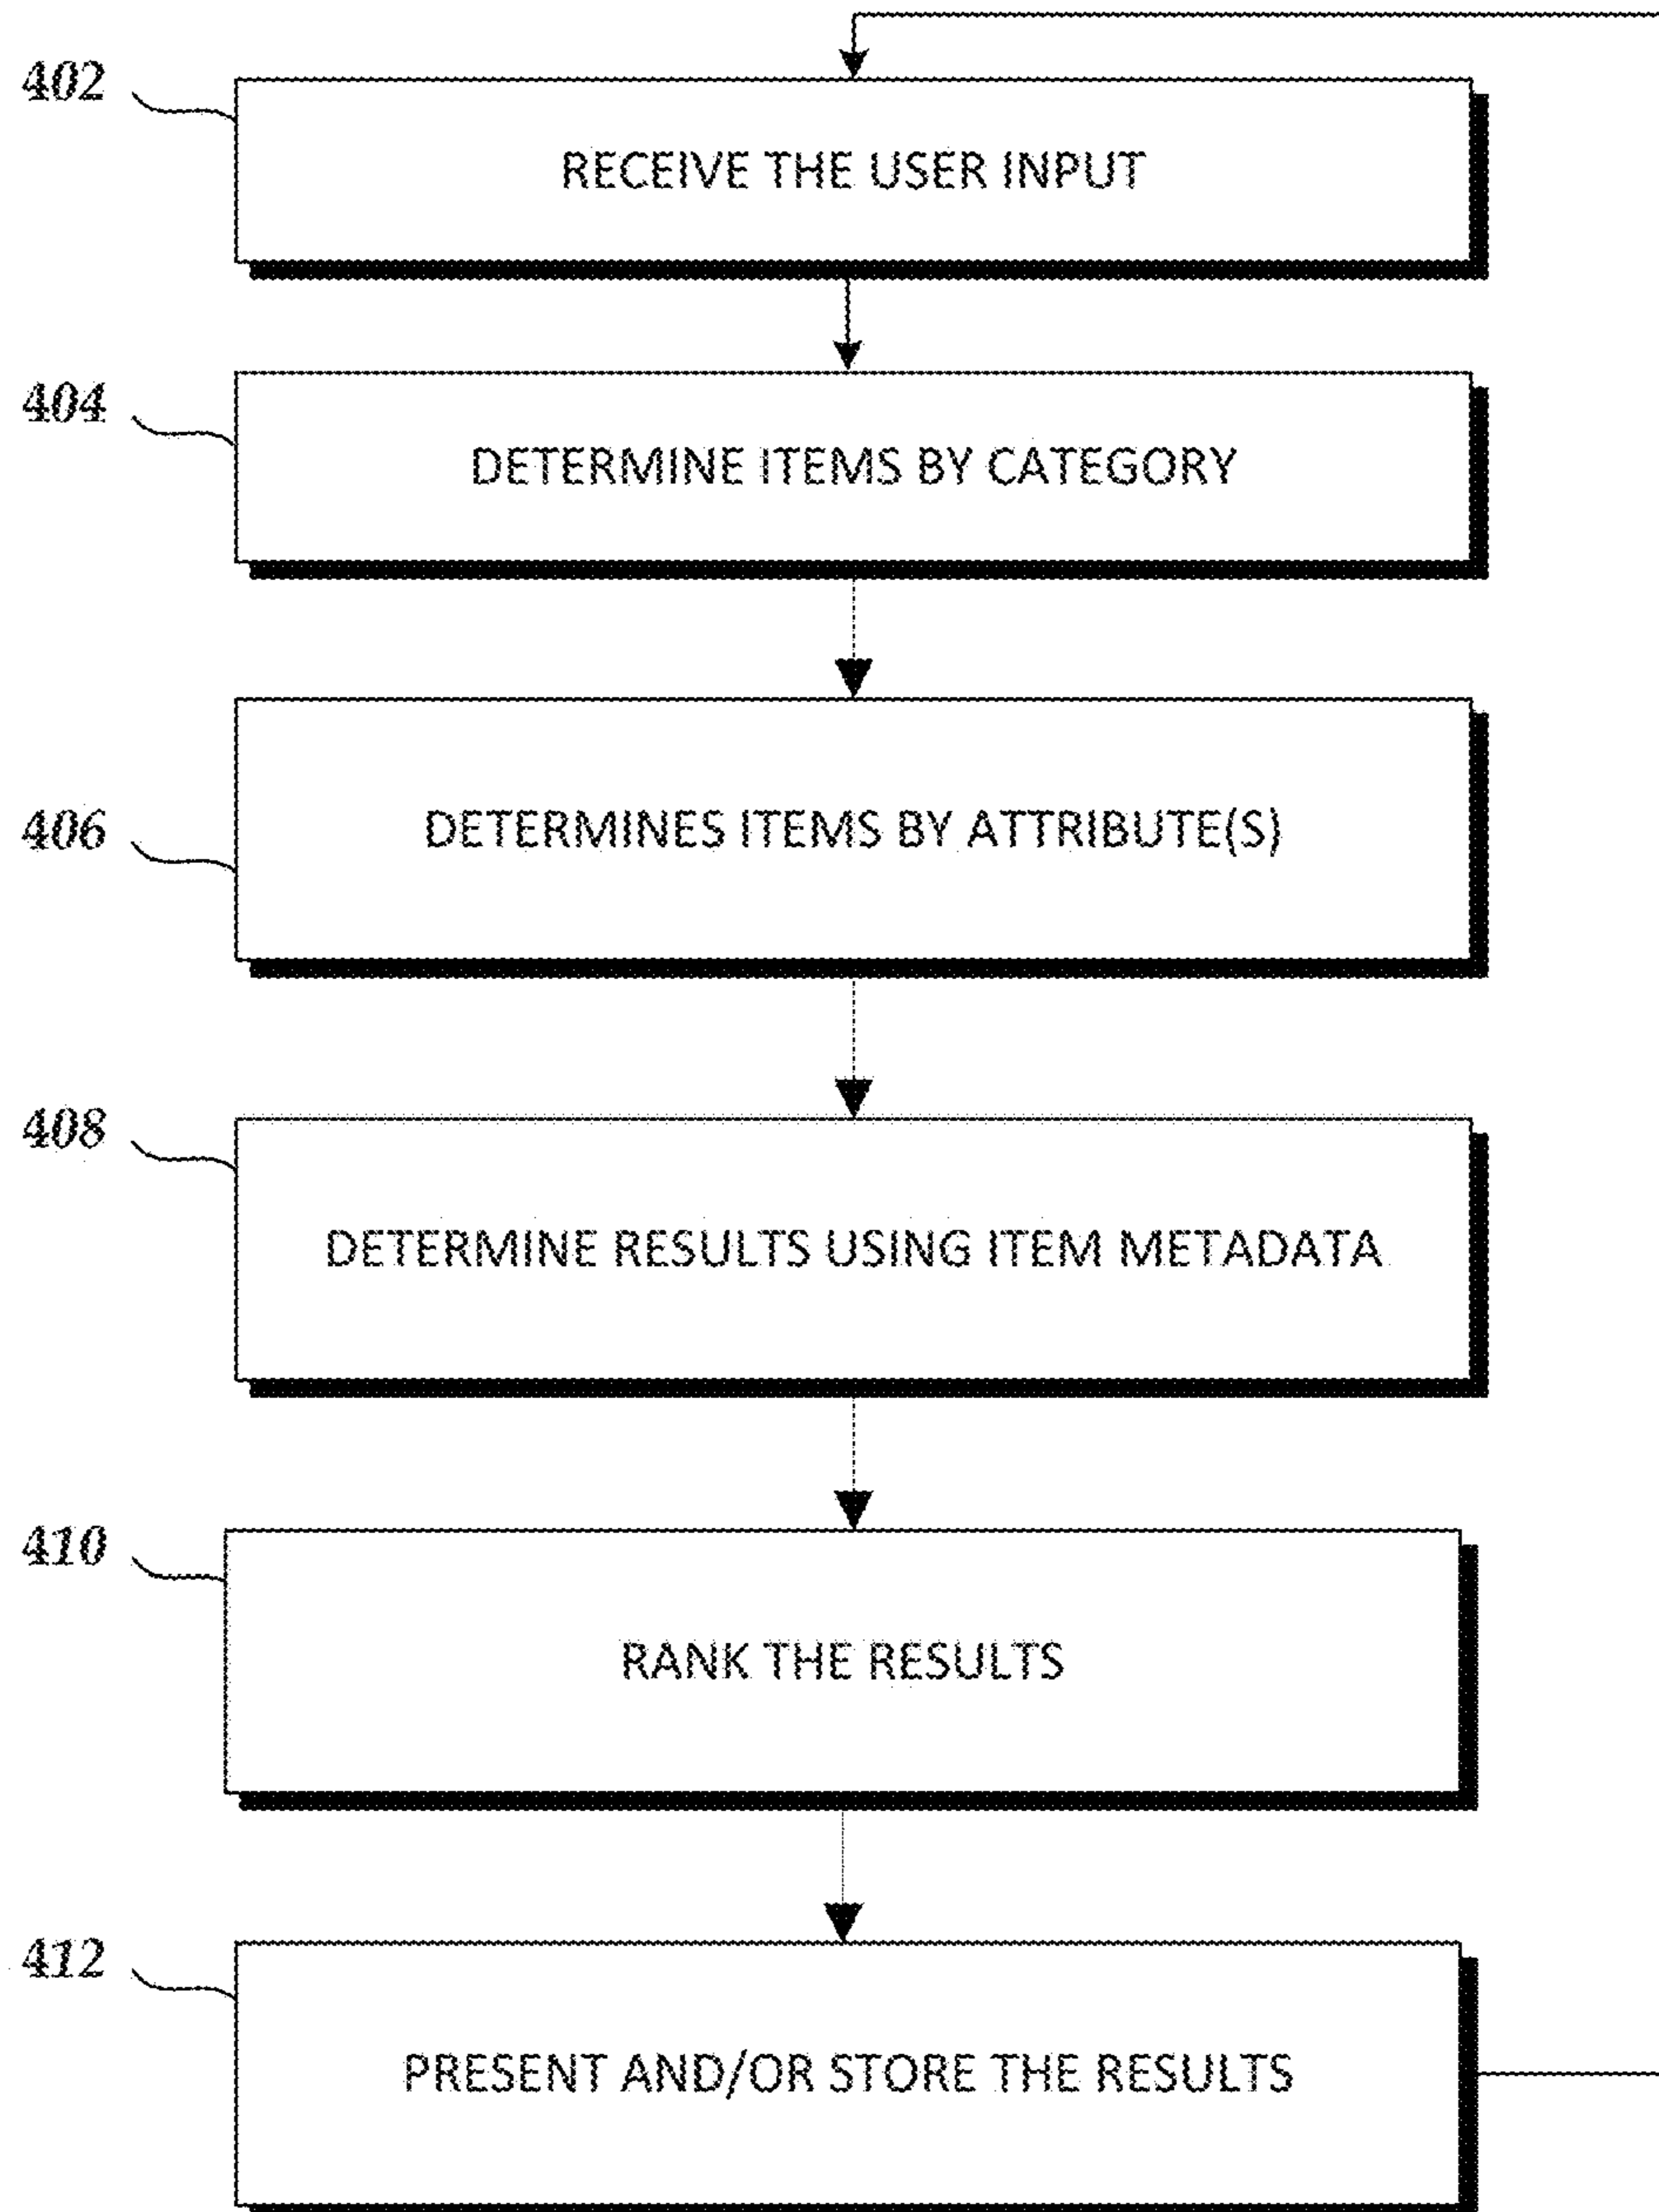 402
RECEIVE THE USER INPUT
404
DETERMINE ITEMS BY CATEGORY
406
DETERMINES ITEMS BY ATTRIBUTE(S)
408
DETERMINE RESULTS USING ITEM METADATA
410
RANK THE RESULTS
412
PRESENT AND/OR STORE THE RESULTS